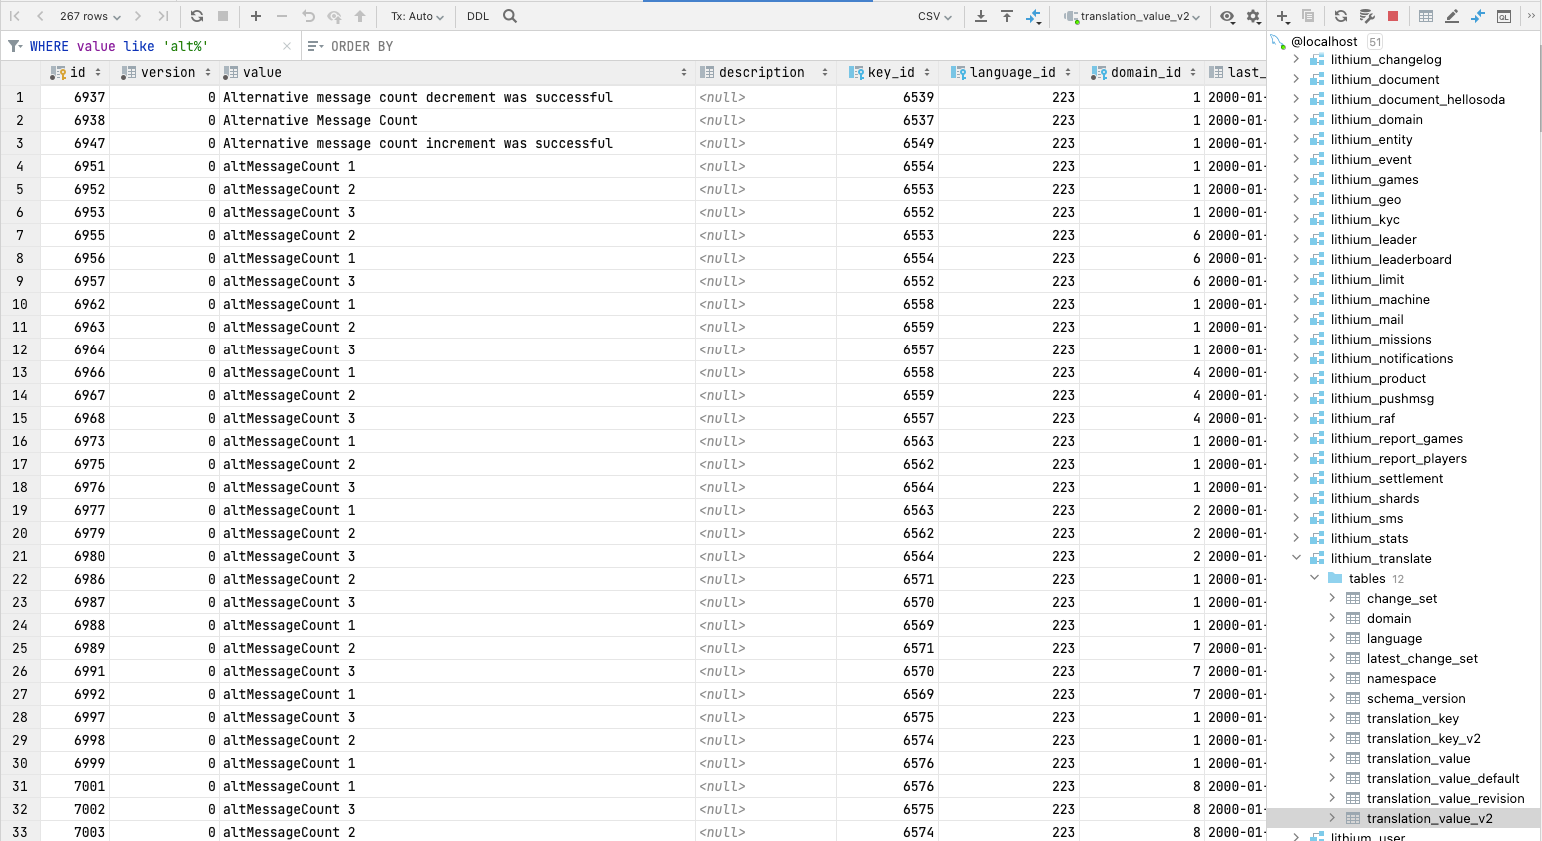 267 rows Tx: Auto DDL CSV translation_value_v2
WHERE value like 'alt%' ORDER BY
id version value description key_id language_id domain_id last_
1 6937 0 Alternative message count decrement was successful <null> 6539 223 1 2000-01-
2 6938 0 Alternative Message Count <null> 6537 223 1 2000-01-
3 6947 0 Alternative message count increment was successful <null> 6549 223 1 2000-01-
4 6951 0 altMessageCount 1 <null> 6554 223 1 2000-01-
5 6952 0 altMessageCount 2 <null> 6553 223 1 2000-01-
6 6953 0 altMessageCount 3 <null> 6552 223 1 2000-01-
7 6955 0 altMessageCount 2 <null> 6553 223 6 2000-01-
8 6956 0 altMessageCount 1 <null> 6554 223 6 2000-01-
9 6957 0 altMessageCount 3 <null> 6552 223 6 2000-01-
10 6962 0 altMessageCount 1 <null> 6558 223 1 2000-01-
11 6963 0 altMessageCount 2 <null> 6559 223 1 2000-01-
12 6964 0 altMessageCount 3 <null> 6557 223 1 2000-01-
13 6966 0 altMessageCount 1 <null> 6558 223 4 2000-01-
14 6967 0 altMessageCount 2 <null> 6559 223 4 2000-01-
15 6968 0 altMessageCount 3 <null> 6557 223 4 2000-01-
16 6973 0 altMessageCount 1 <null> 6563 223 1 2000-01-
17 6975 0 altMessageCount 2 <null> 6562 223 1 2000-01-
18 6976 0 altMessageCount 3 <null> 6564 223 1 2000-01-
19 6977 0 altMessageCount 1 <null> 6563 223 2 2000-01-
20 6979 0 altMessageCount 2 <null> 6562 223 2 2000-01-
21 6980 0 altMessageCount 3 <null> 6564 223 2 2000-01-
22 6986 0 altMessageCount 2 <null> 6571 223 1 2000-01-
23 6987 0 altMessageCount 3 <null> 6570 223 1 2000-01-
24 6988 0 altMessageCount 1 <null> 6569 223 1 2000-01-
25 6989 0 altMessageCount 2 <null> 6571 223 7 2000-01-
26 6991 0 altMessageCount 3 <null> 6570 223 7 2000-01-
27 6992 0 altMessageCount 1 <null> 6569 223 7 2000-01-
28 6997 0 altMessageCount 3 <null> 6575 223 1 2000-01-
29 6998 0 altMessageCount 2 <null> 6574 223 1 2000-01-
30 6999 0 altMessageCount 1 <null> 6576 223 1 2000-01-
31 7001 0 altMessageCount 1 <null> 6576 223 8 2000-01-
32 7002 0 altMessageCount 3 <null> 6575 223 8 2000-01-
33 7003 0 altMessageCount 2 <null> 6574 223 8 2000-01-
@localhost 51
lithium_changelog
lithium_document
lithium_document_hellosoda
lithium_domain
lithium_entity
lithium_event
lithium_games
lithium_geo
lithium_kyc
lithium_leader
lithium_leaderboard
lithium_limit
lithium_machine
lithium_mail
lithium_missions
lithium_notifications
lithium_product
lithium_pushmsg
lithium_raf
lithium_report_games
lithium_report_players
lithium_settlement
lithium_shards
lithium_sms
lithium_stats
lithium_translate
tables 12
change_set
domain
language
latest_change_set
namespace
schema_version
translation_key
translation_key_v2
translation_value
translation_value_default
translation_value_revision
translation_value_v2
lithium_user